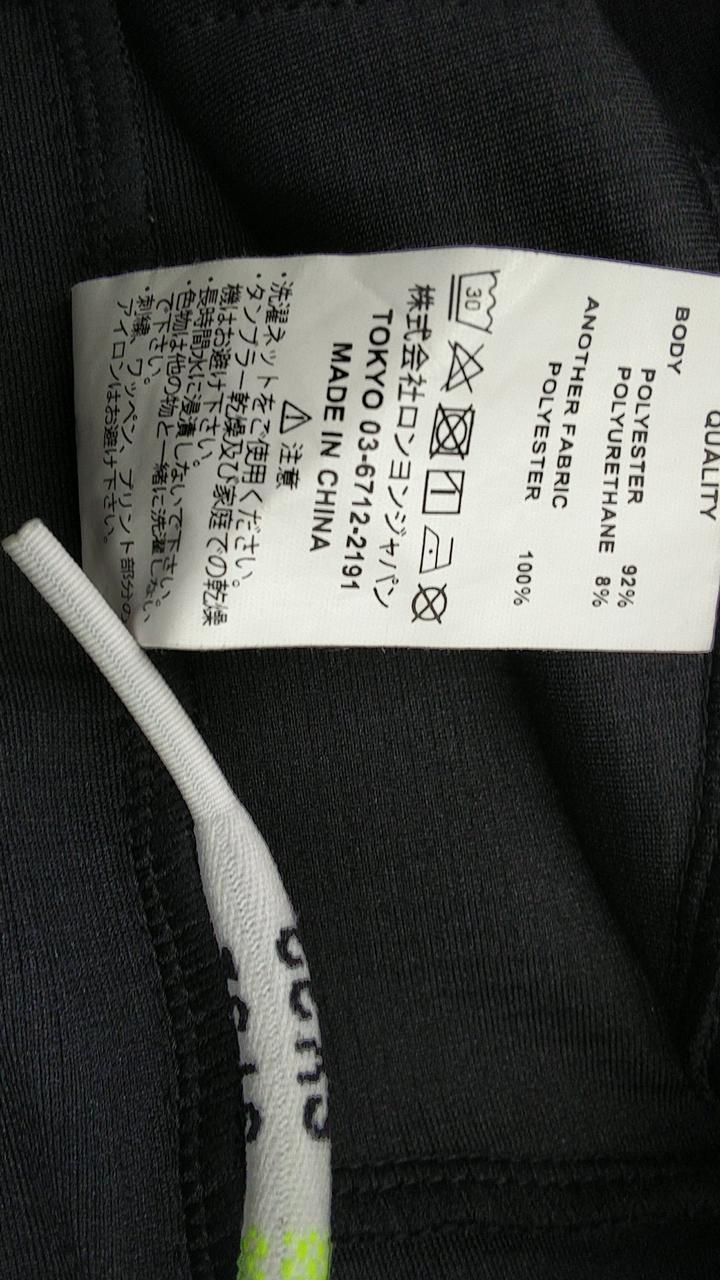 QUALITY
BODY
POLYESTER 92%
POLYURETHANE 8%
ANOTHER FABRIC
POLYESTER 100%
30
株式会社ロンヨンジャパン
TOKYO 03-6712-2191
MADE IN CHINA
注意
・洗濯ネットをご使用ください。
・タンブラー乾燥及び家庭での乾燥
機はお避け下さい。
・長時間水に浸漬しないで下さい。
・色物は他の物と一緒に洗濯しない
で下さい。
・刺繍、ワッペン、プリント部分の
アイロンはお避け下さい。